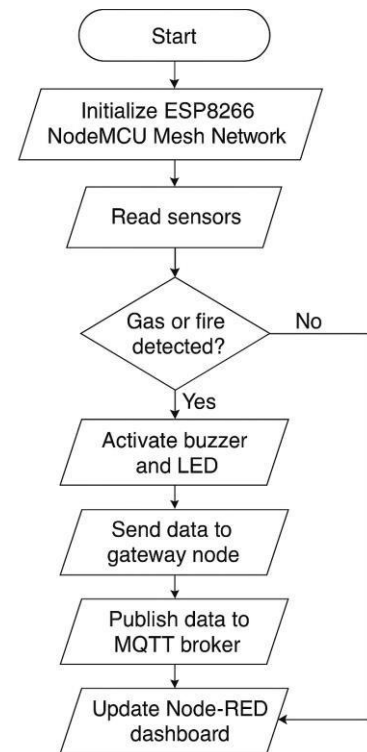 Start
Initialize ESP8266
NodeMCU Mesh Network
Read sensors
Gas or fire
detected?
No
Yes
Activate buzzer
and LED
Send data to
gateway node
Publish data to
MQTT broker
Update Node-RED
dashboard